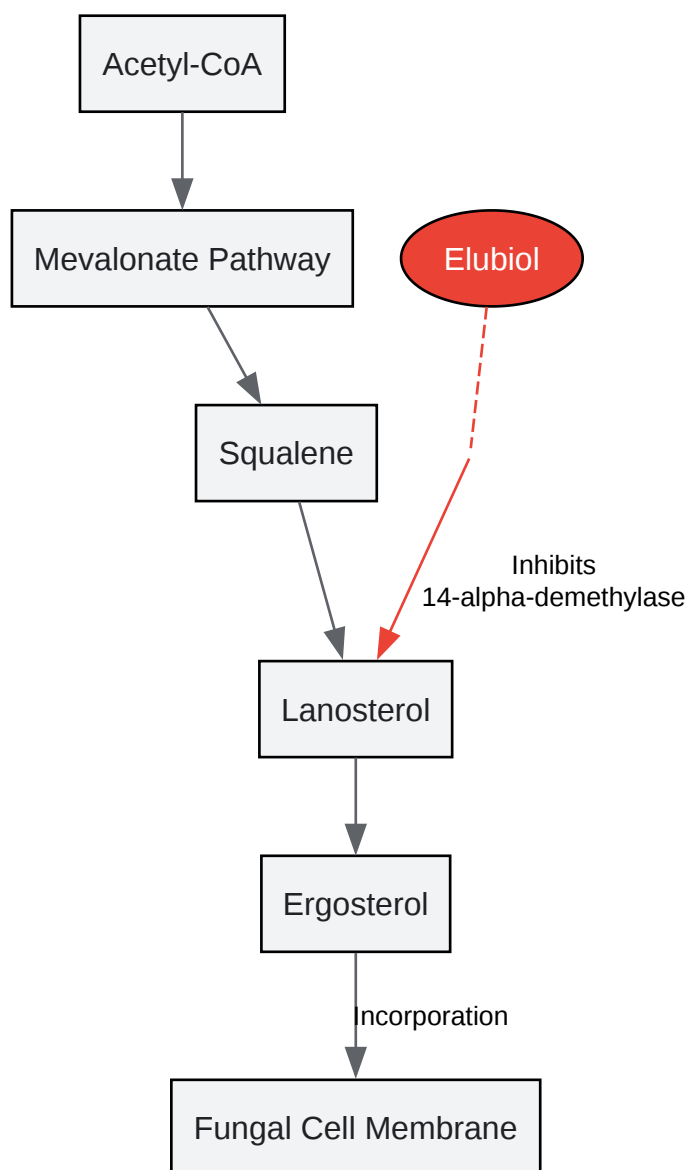 Acetyl-CoA
Mevalonate Pathway
Elubiol
Squalene
Inhibits
14-alpha-demethylase
Lanosterol
Ergosterol
Incorporation
Fungal Cell Membrane